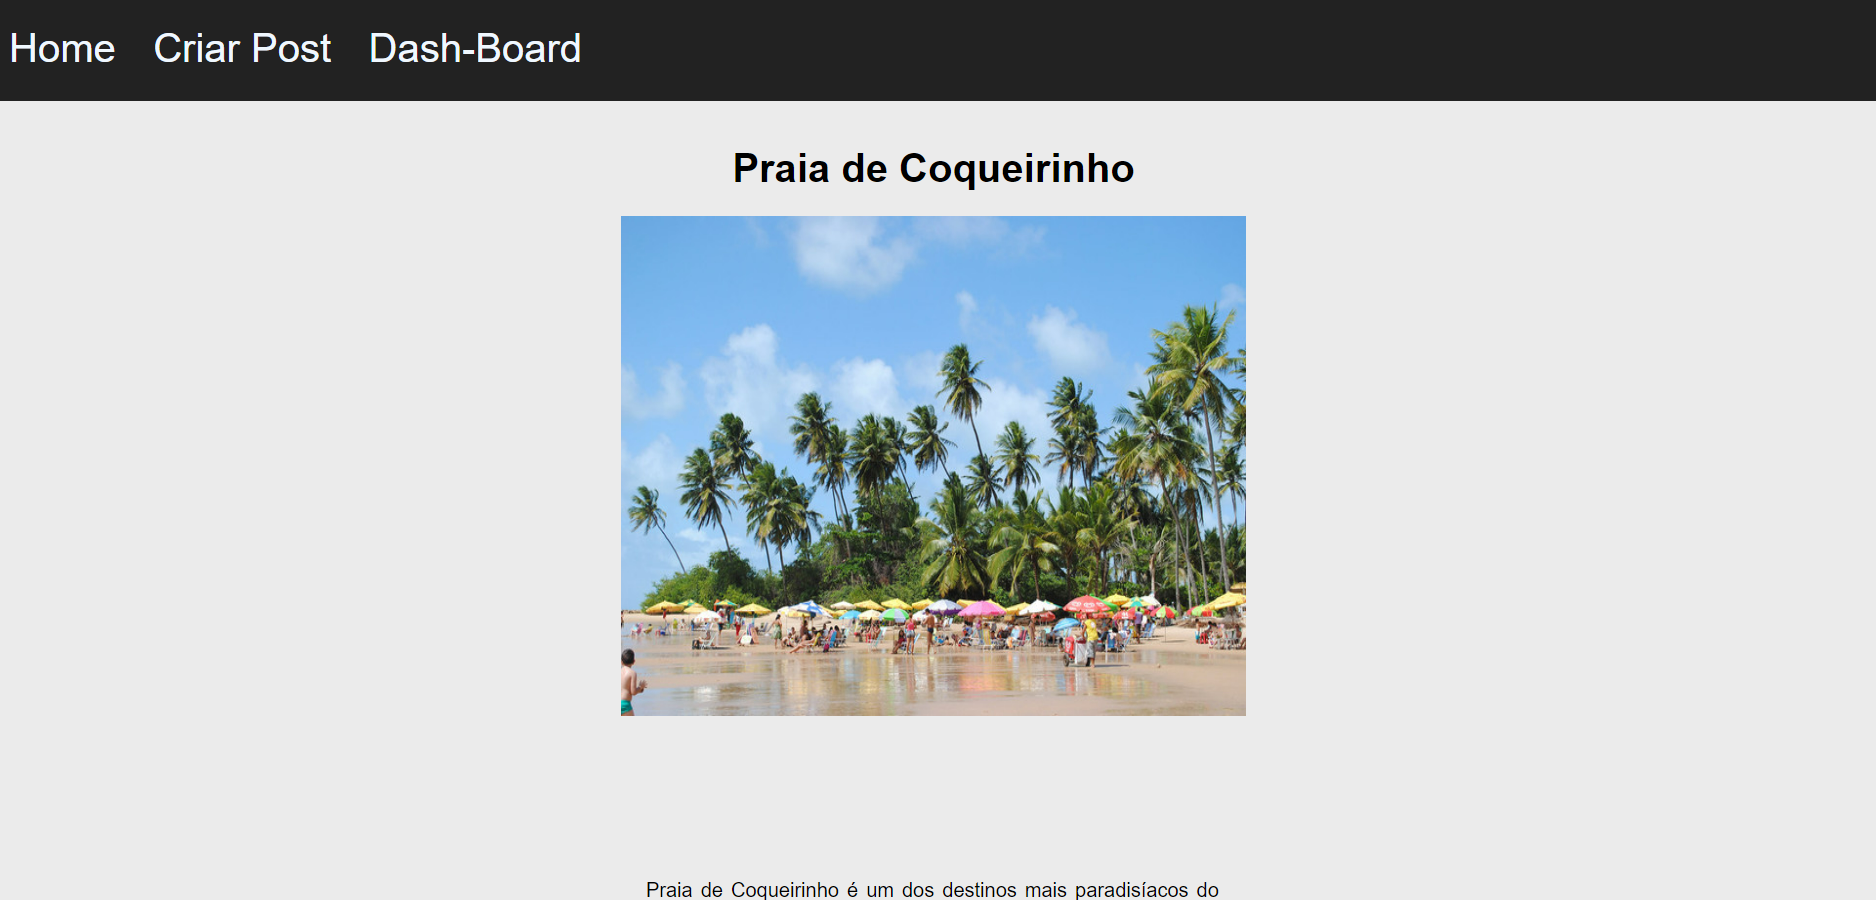 Home Criar Post Dash-Board
Praia de Coqueirinho
Praia de Coqueirinho é um dos destinos mais paradisíacos do